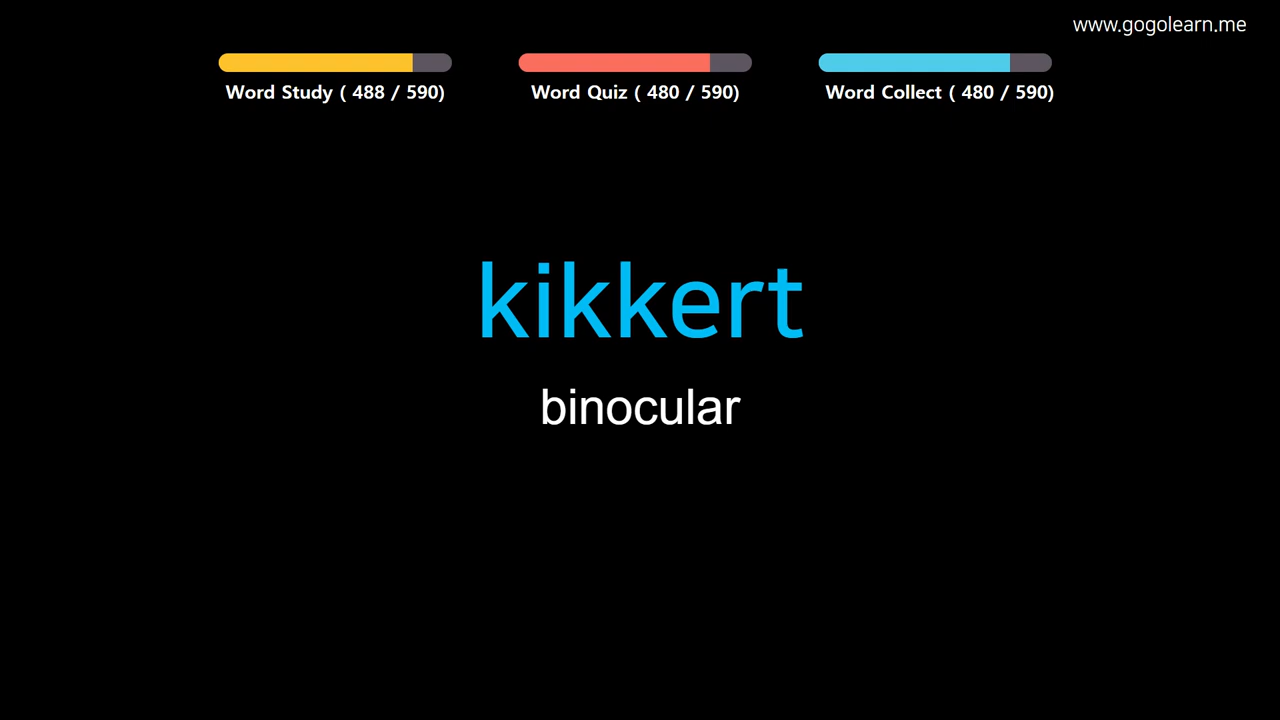 www.gogolearn.me
Word Study ( 488 / 590)
Word Quiz ( 480 / 590)
Word Collect ( 480 / 590)
kikkert
binocular